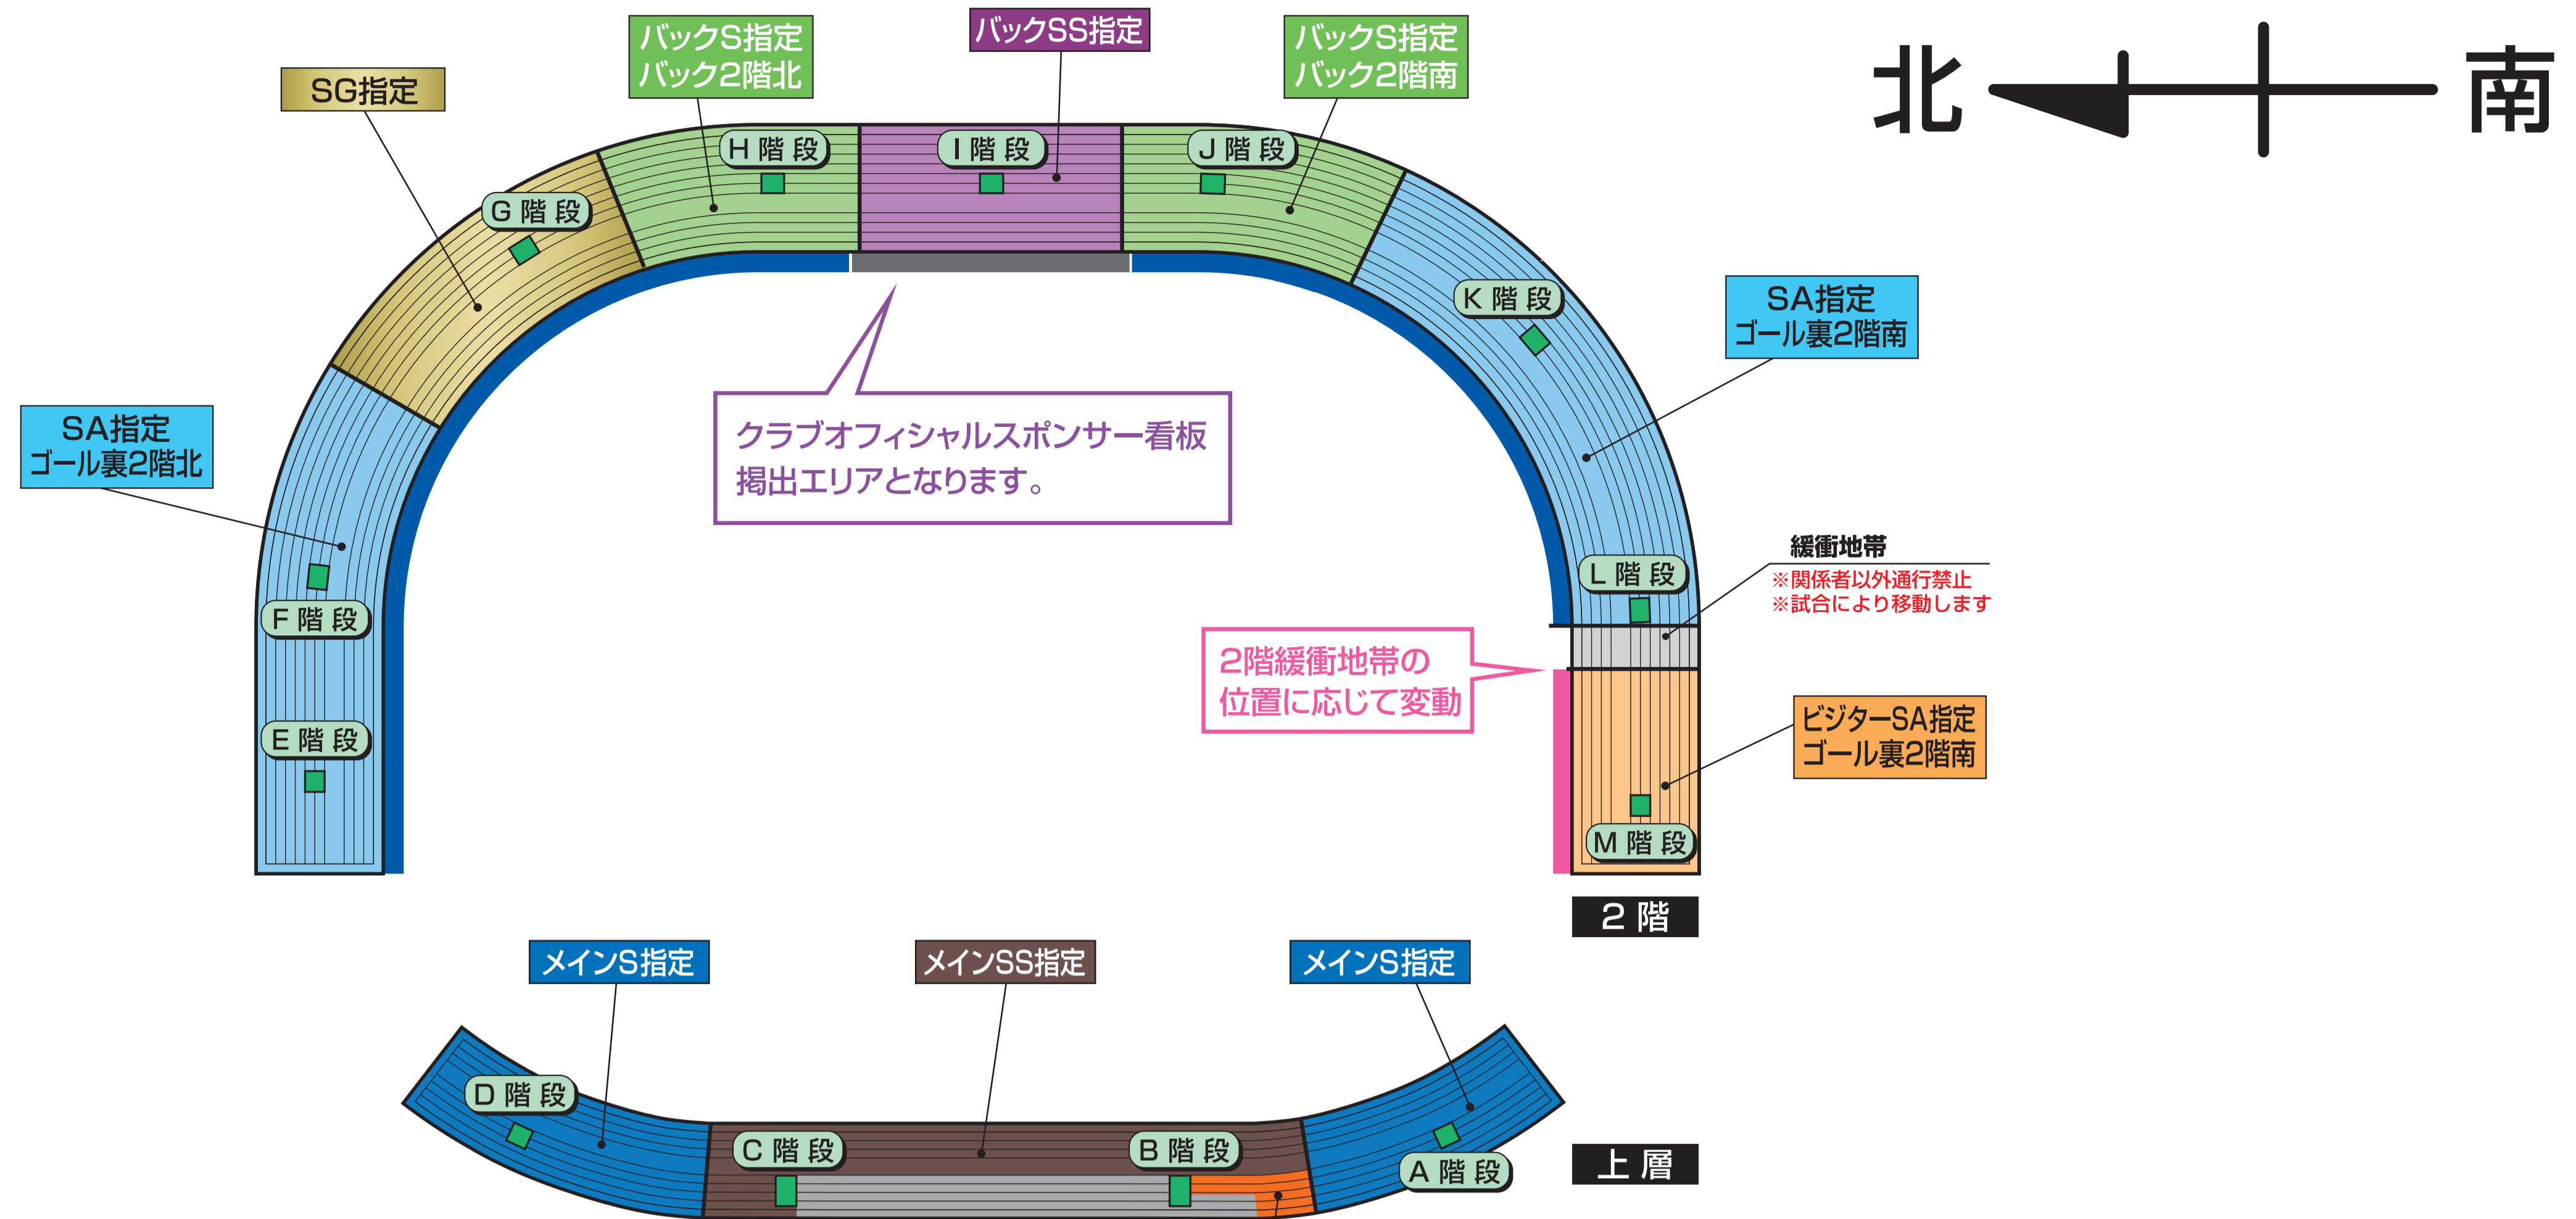 バックSS指定
バックS指定
バック2階北
バックS指定
バック2階南
北
南
SG指定
H 階 段
I 階 段
J 階 段
G 階 段
K 階 段
SA指定
ゴール裏2階南
SA指定
ゴール裏2階北
クラブオフィシャルスポンサー看板
掲出エリアとなります。
緩衝地帯
※関係者以外通行禁止
※試合により移動します
L 階 段
F 階 段
2階緩衝地帯の
位置に応じて変動
E 階 段
ビジターSA指定
ゴール裏2階南
M 階 段
2 階
メインS指定
メインSS指定
メインS指定
D 階 段
C 階 段
B 階 段
A 階 段
上 層